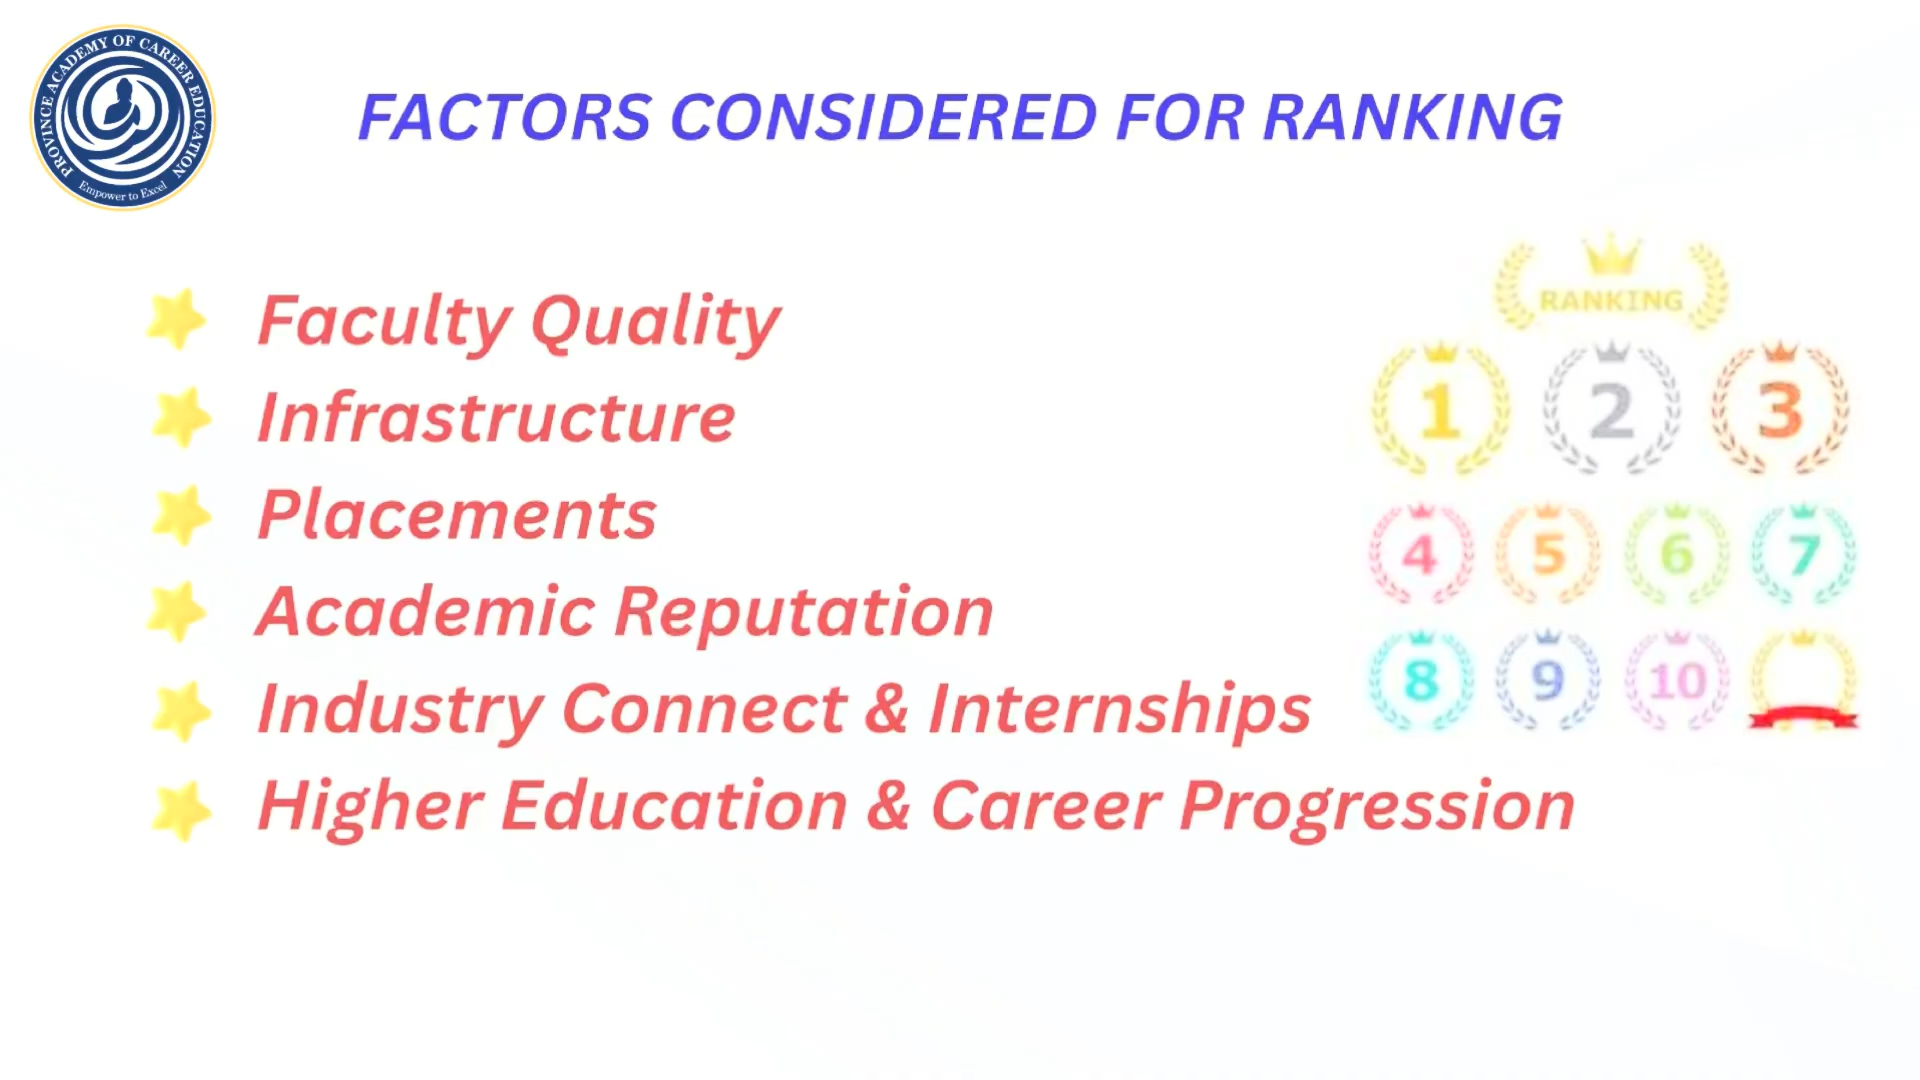 PROVINCE ACADEMY OF CAREER EDUCATION
Empower to Excel
FACTORS CONSIDERED FOR RANKING
Faculty Quality
Infrastructure
Placements
Academic Reputation
Industry Connect & Internships
Higher Education & Career Progression
RANKING
1 2 3
4 5 6 7
8 9 10